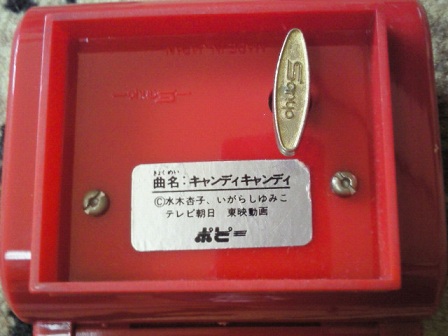 Sanyo
きょくめい
曲名:キャンディキャンディ
©水木杏子、いがらしゆみこ
テレビ朝日 東映動画
ポピー